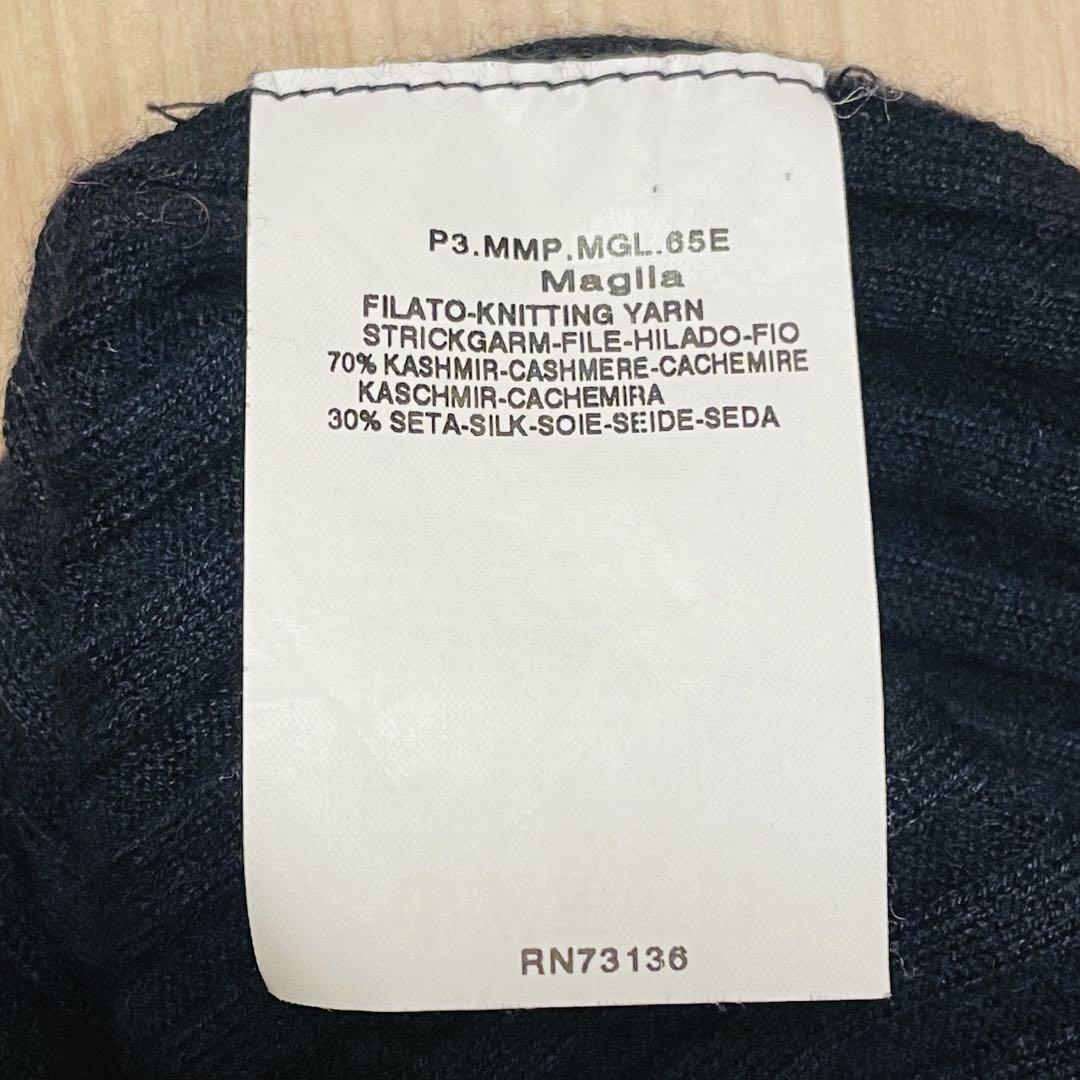 P3.MMP.MGL.65E
Maglia
FILATO-KNITTING YARN
STRICKGARM-FILE-HILADO-FIO
70% KASHMIR-CASHMERE-CACHEMIRE
KASCHMIR-CACHEMIRA
30% SETA-SILK-SOIE-SEIDE-SEDA
RN73136